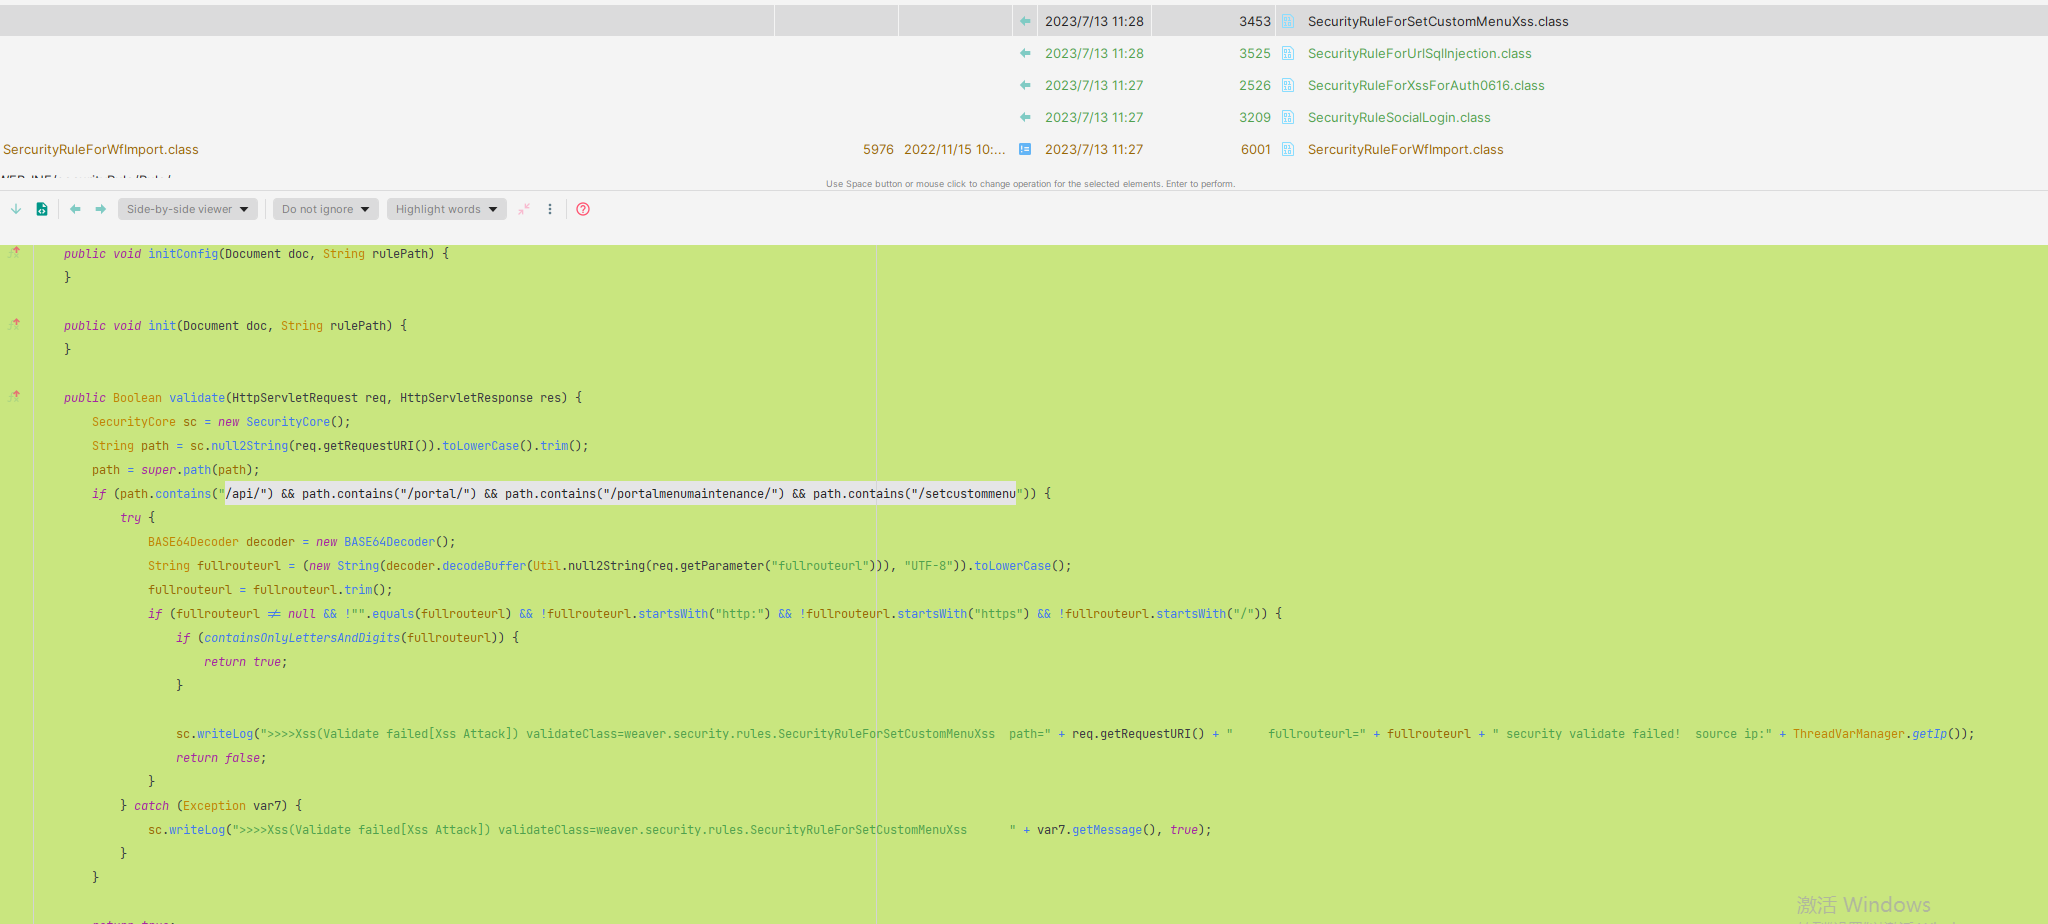 2023/7/13 11:28 3453 SecurityRuleForSetCustomMenuXss.class
2023/7/13 11:28 3525 SecurityRuleForUrlSqlInjection.class
2023/7/13 11:27 2526 SecurityRuleForXssForAuth0616.class
2023/7/13 11:27 3209 SecurityRuleSocialLogin.class
SercurityRuleForWfImport.class 5976 2022/11/15 10:... 2023/7/13 11:27 6001 SercurityRuleForWfImport.class
Use Space button or mouse click to change operation for the selected elements. Enter to perform.
Side-by-side viewer Do not ignore Highlight words
public void initConfig(Document doc, String rulePath) {
}
public void init(Document doc, String rulePath) {
}
public Boolean validate(HttpServletRequest req, HttpServletResponse res) {
SecurityCore sc = new SecurityCore();
String path = sc.null2String(req.getRequestURI()).toLowerCase().trim();
path = super.path(path);
if (path.contains("/api/") && path.contains("/portal/") && path.contains("/portalmenumaintenance/") && path.contains("/setcustommenu")) {
try {
BASE64Decoder decoder = new BASE64Decoder();
String fullrouteurl = (new String(decoder.decodeBuffer(Util.null2String(req.getParameter("fullrouteurl"))), "UTF-8")).toLowerCase();
fullrouteurl = fullrouteurl.trim();
if (fullrouteurl ≠ null && !"".equals(fullrouteurl) && !fullrouteurl.startsWith("http:") && !fullrouteurl.startsWith("https") && !fullrouteurl.startsWith("/")) {
if (containsOnlyLettersAndDigits(fullrouteurl)) {
return true;
}
sc.writeLog(">>>>Xss(Validate failed[Xss Attack]) validateClass=weaver.security.rules.SecurityRuleForSetCustomMenuXss  path=" + req.getRequestURI() + "     fullrouteurl=" + fullrouteurl + " security validate failed!  source ip:" + ThreadVarManager.getIp());
return false;
}
} catch (Exception var7) {
sc.writeLog(">>>>Xss(Validate failed[Xss Attack]) validateClass=weaver.security.rules.SecurityRuleForSetCustomMenuXss      " + var7.getMessage(), true);
}
}
return true;
激活 Windows